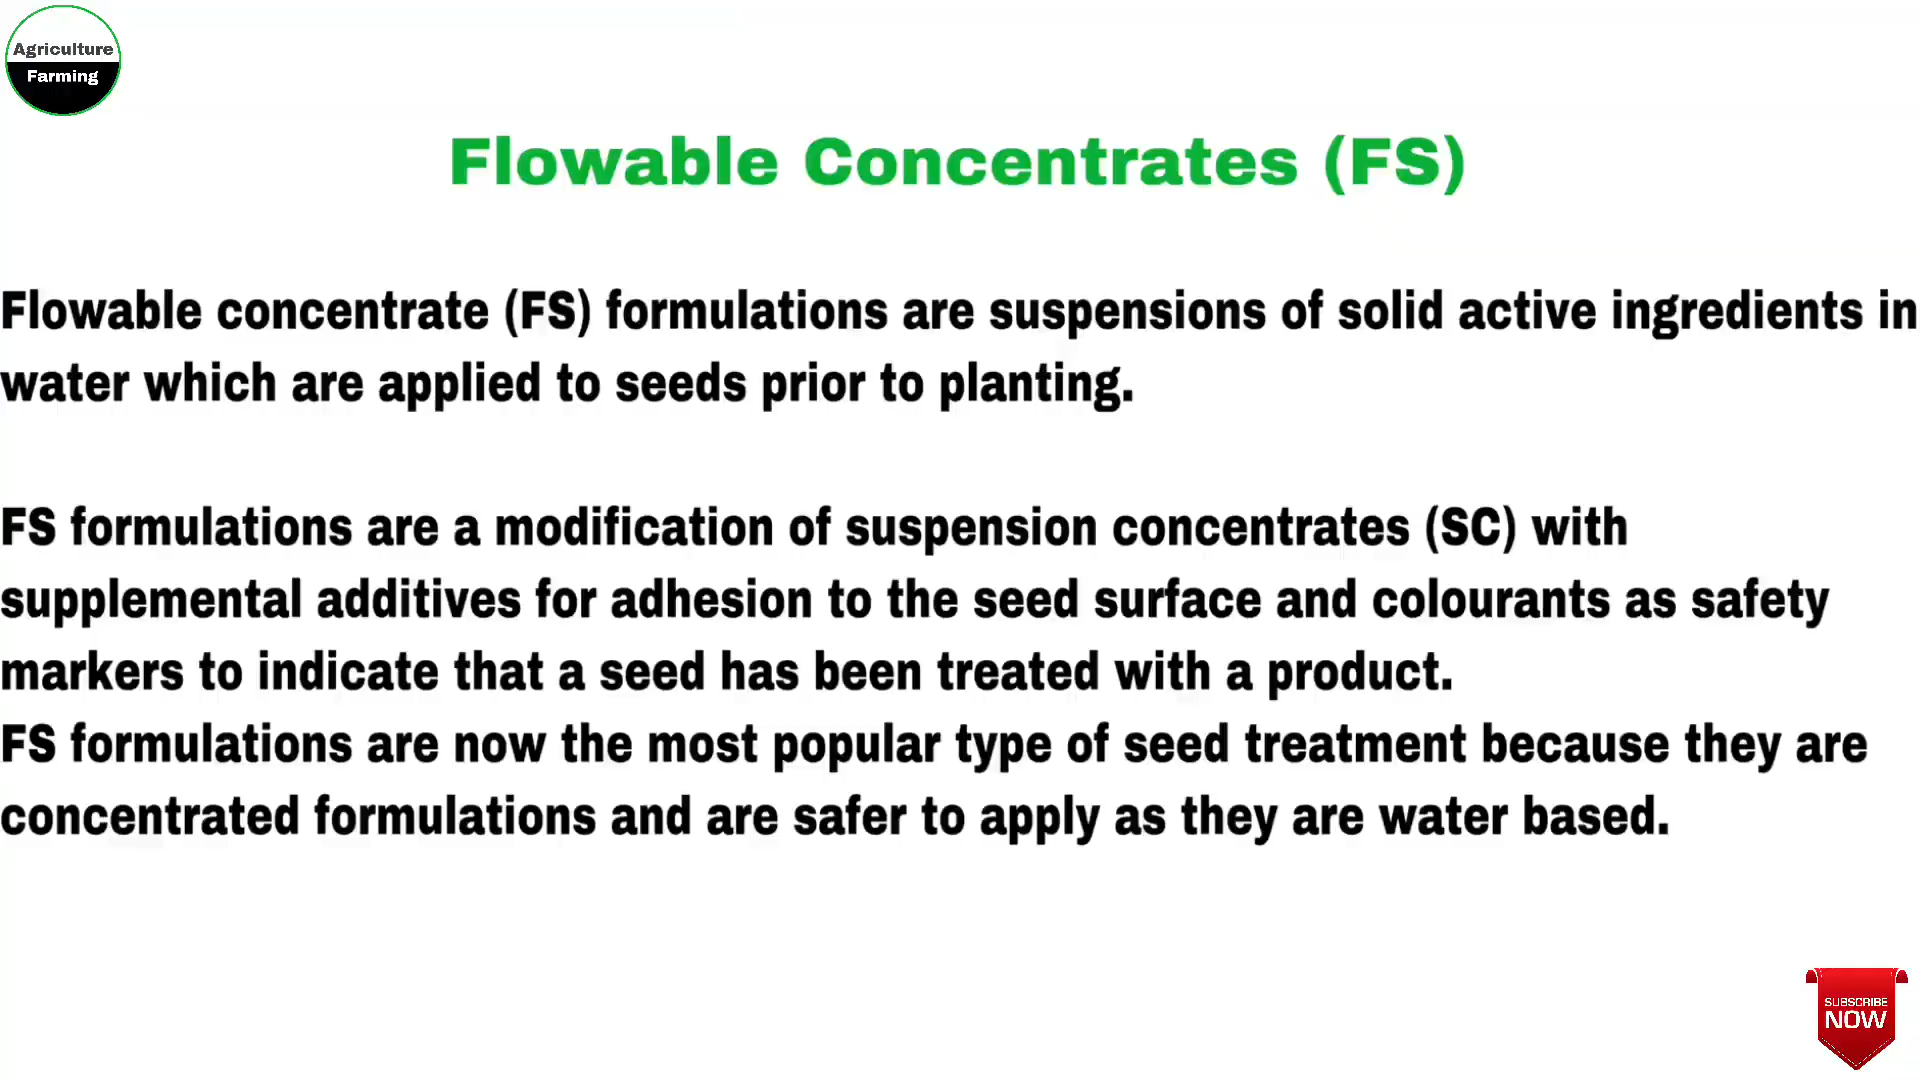 Agriculture
Farming
Flowable Concentrates (FS)
Flowable concentrate (FS) formulations are suspensions of solid active ingredients in
water which are applied to seeds prior to planting.
FS formulations are a modification of suspension concentrates (SC) with
supplemental additives for adhesion to the seed surface and colourants as safety
markers to indicate that a seed has been treated with a product.
FS formulations are now the most popular type of seed treatment because they are
concentrated formulations and are safer to apply as they are water based.
SUBSCRIBE
NOW